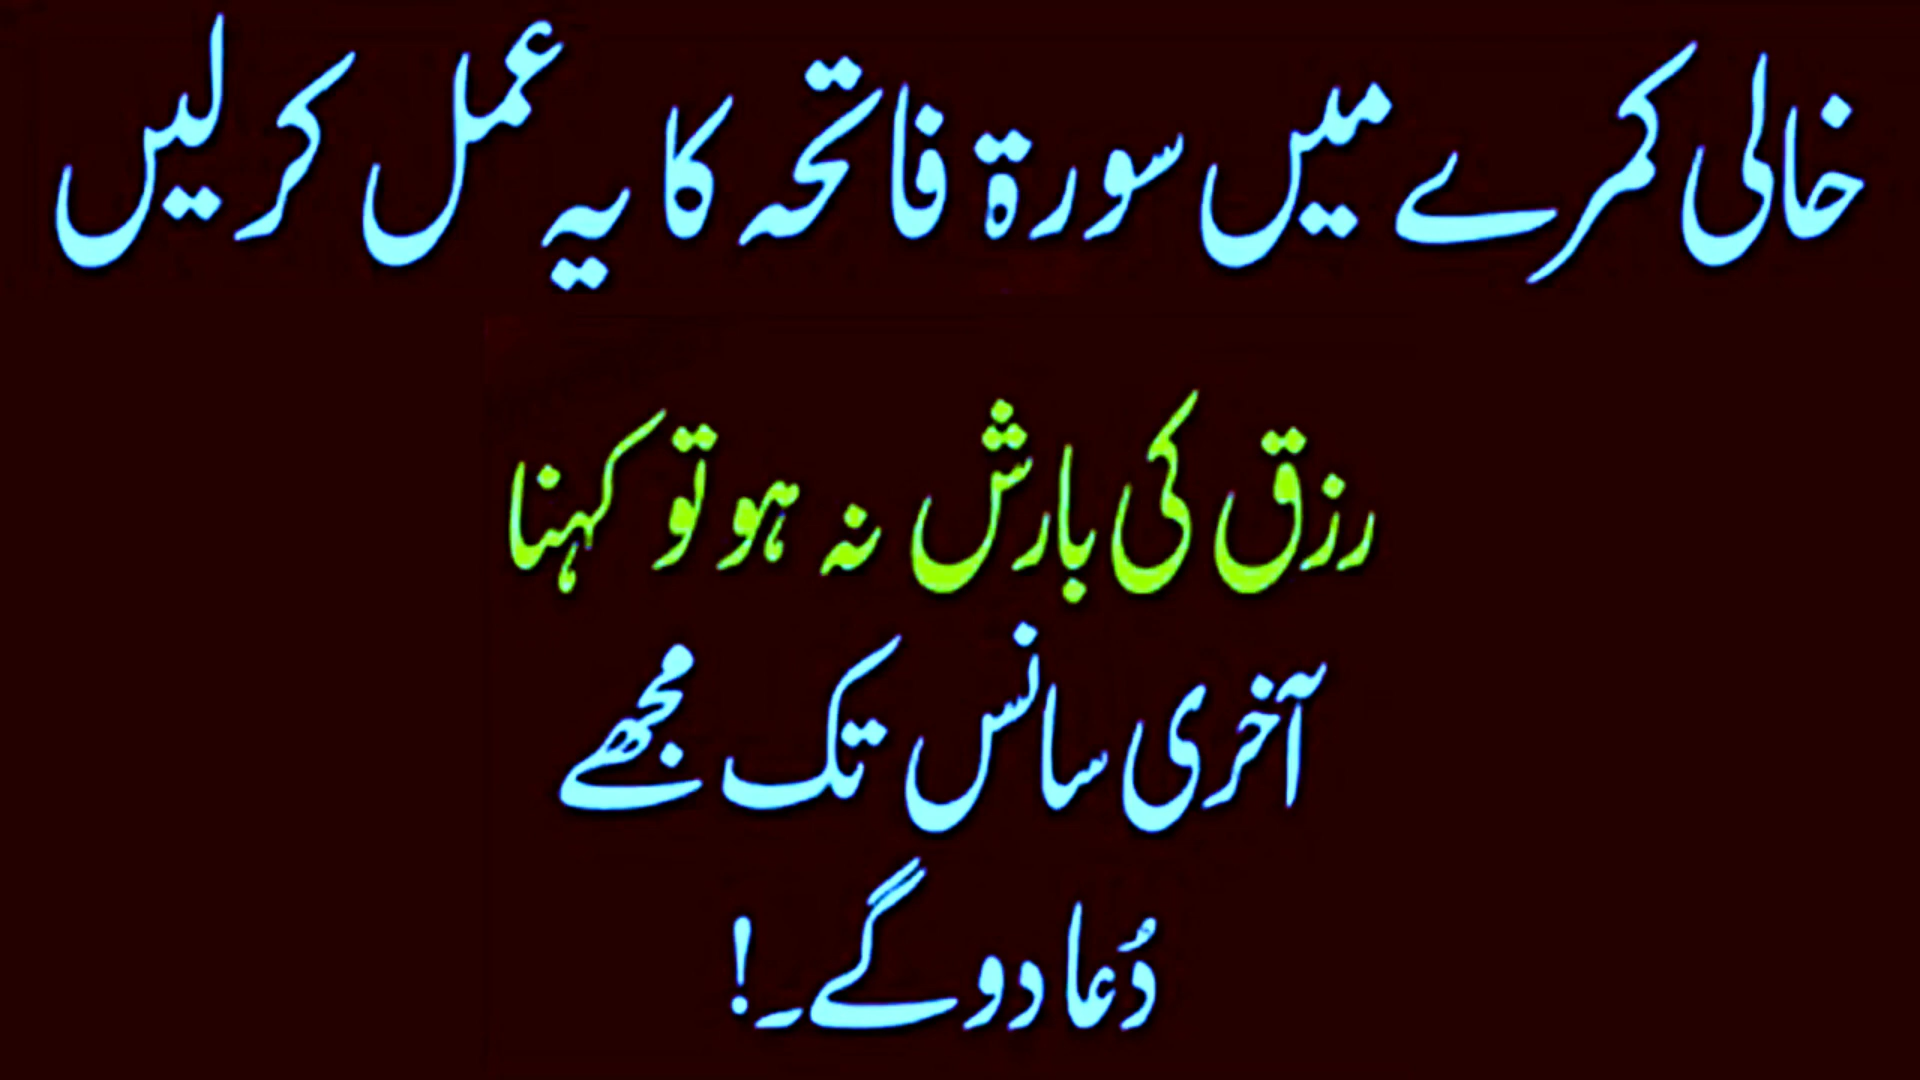 خالی کمرے میں سورۃ فاتحہ کا یہ عمل کرلیں
رزق کی بارش نہ ہو تو کہنا
آخری سانس تک مجھے
دُعا دو گے۔!